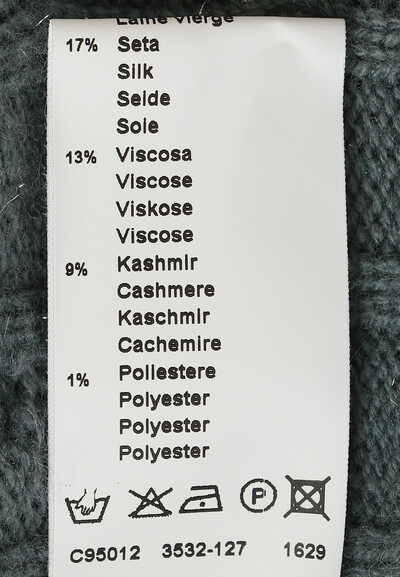 Laine Vierge
17% Seta
Silk
Seide
Soie
13% Viscosa
Viscose
Viskose
Viscose
9% Kashmir
Cashmere
Kaschmir
Cachemire
1% Poliestere
Polyester
Polyester
Polyester
P
C95012 3532-127 1629